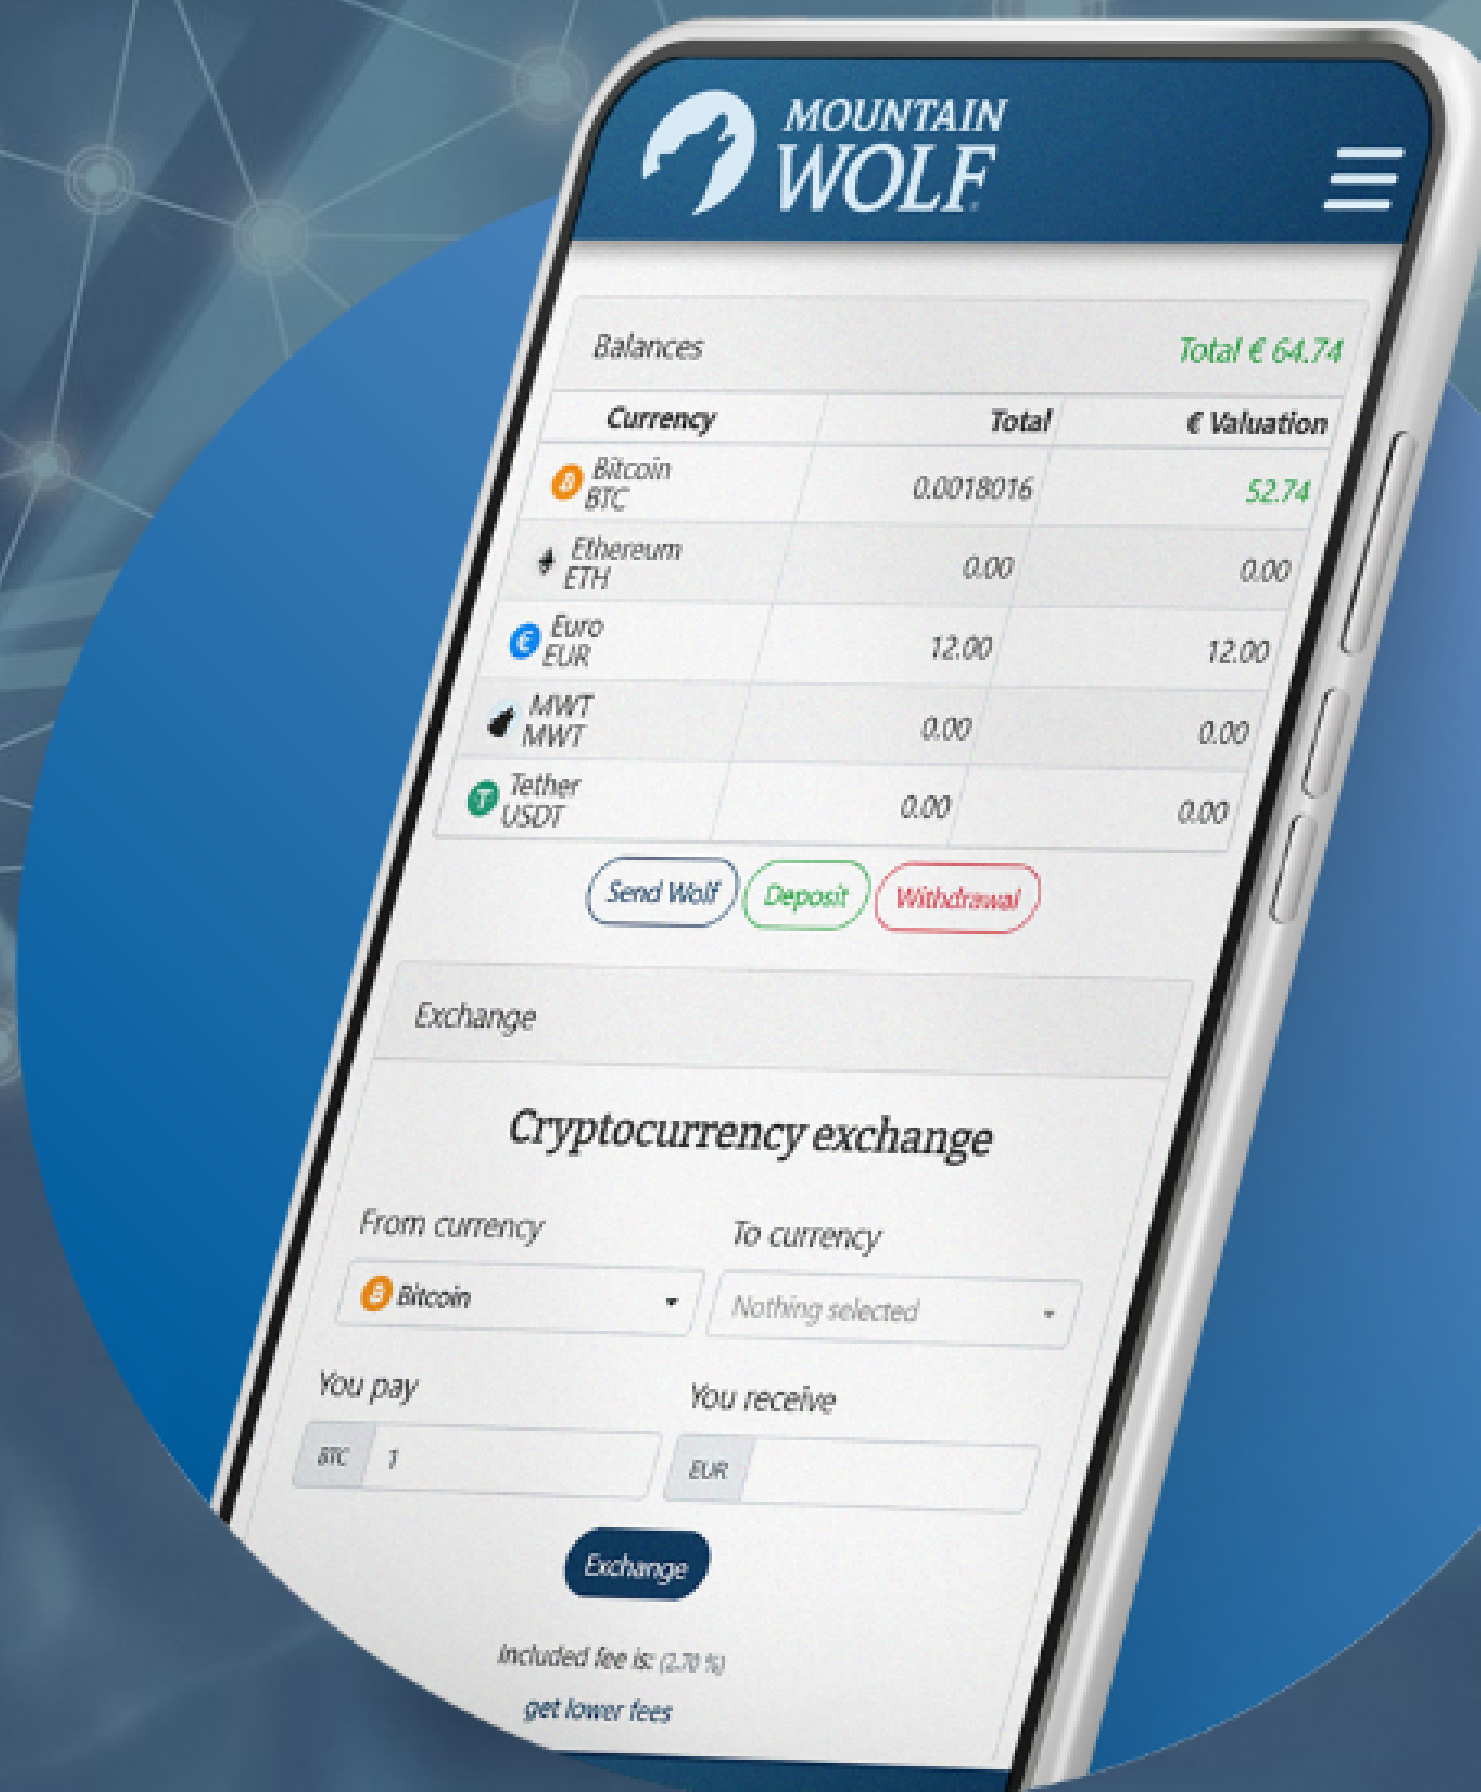 MOUNTAIN
WOLF
Balances Total € 64.74
Currency Total € Valuation
Bitcoin
BTC 0.0018016 52.74
Ethereum
ETH 0.00 0.00
Euro
EUR 12.00 12.00
MWT
MWT 0.00 0.00
Tether
USDT 0.00 0.00
Send Wolf Deposit Withdrawal
Exchange
Cryptocurrency exchange
From currency To currency
Bitcoin Nothing selected
You pay You receive
BTC 1 EUR
Exchange
Included fee is: (2.70 %)
get lower fees